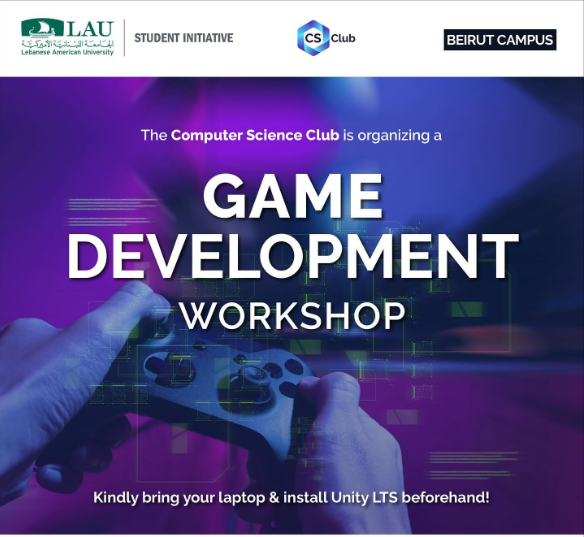 LAU
الجامعة اللبنانية الأميركية
Lebanese American University
STUDENT INITIATIVE
CS Club
BEIRUT CAMPUS
The Computer Science Club is organizing a
GAME
DEVELOPMENT
WORKSHOP
Kindly bring your laptop & install Unity LTS beforehand!